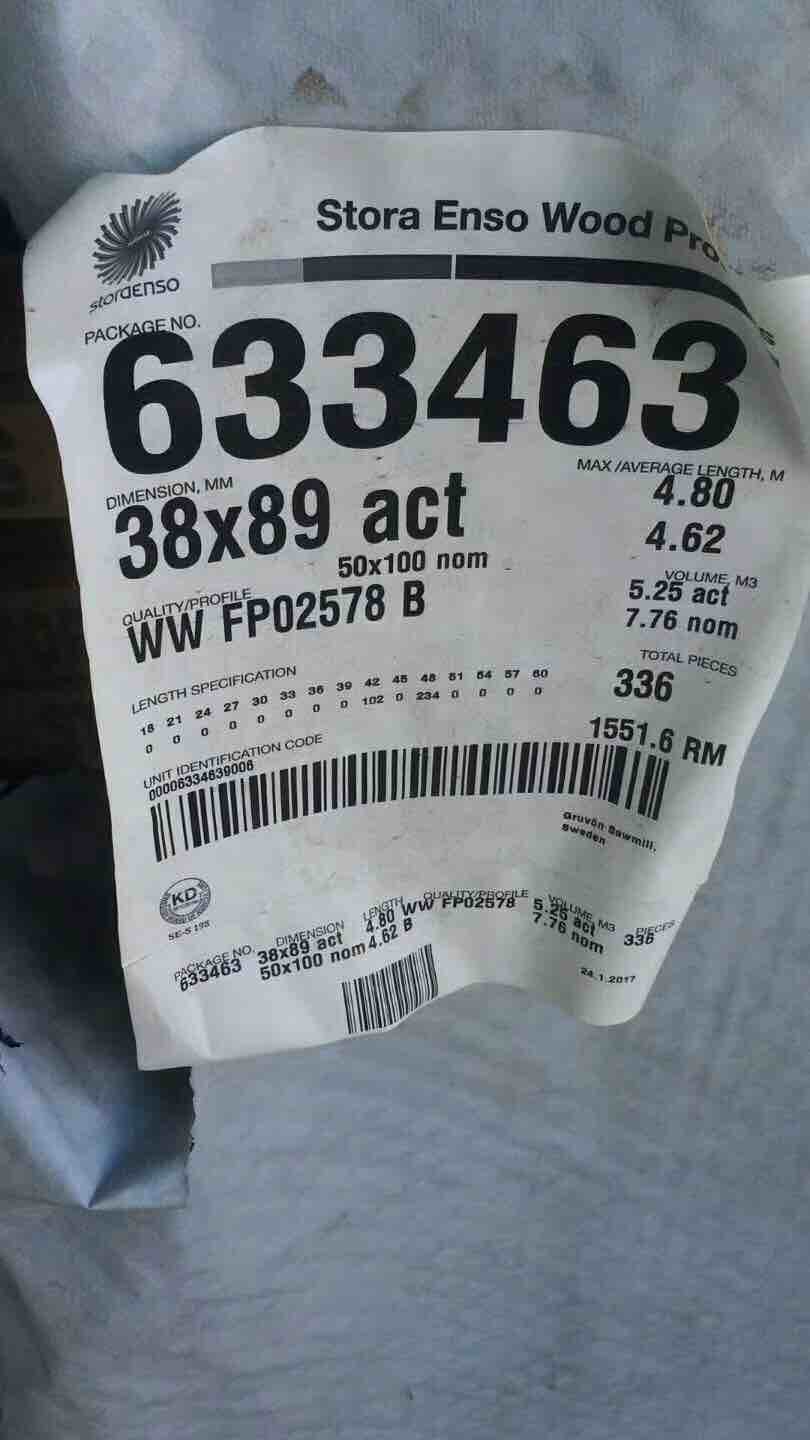 Stora Enso Wood
storaenso
PACKAGE NO.
633463
DIMENSION, MM
38x89 act
50x100 nom
MAX /AVERAGE LENGTH, M
4.80
4.62
QUALITY/PROFILE
WW FP02578 B
VOLUME, M3
5.25 act
7.76 nom
LENGTH SPECIFICATION
18 21 24 27 30 33 36 39 42 45 48 51 54 57 60
0 0 0 0 0 0 0 0 102 0 234 0 0 0 0
TOTAL PIECES
336
1551.6 RM
UNIT IDENTIFICATION CODE
00006334639006
Gruvön Sawmill,
Sweden
KD
SE-S 198
PACKAGE NO. DIMENSION LENGTH QUALITY/PROFILE VOLUME, M3 PIECES
633463 38x89 act 4.80 WW FP02578 5.25 act 336
50x100 nom 4.62 B 7.76 nom
24.1.2017